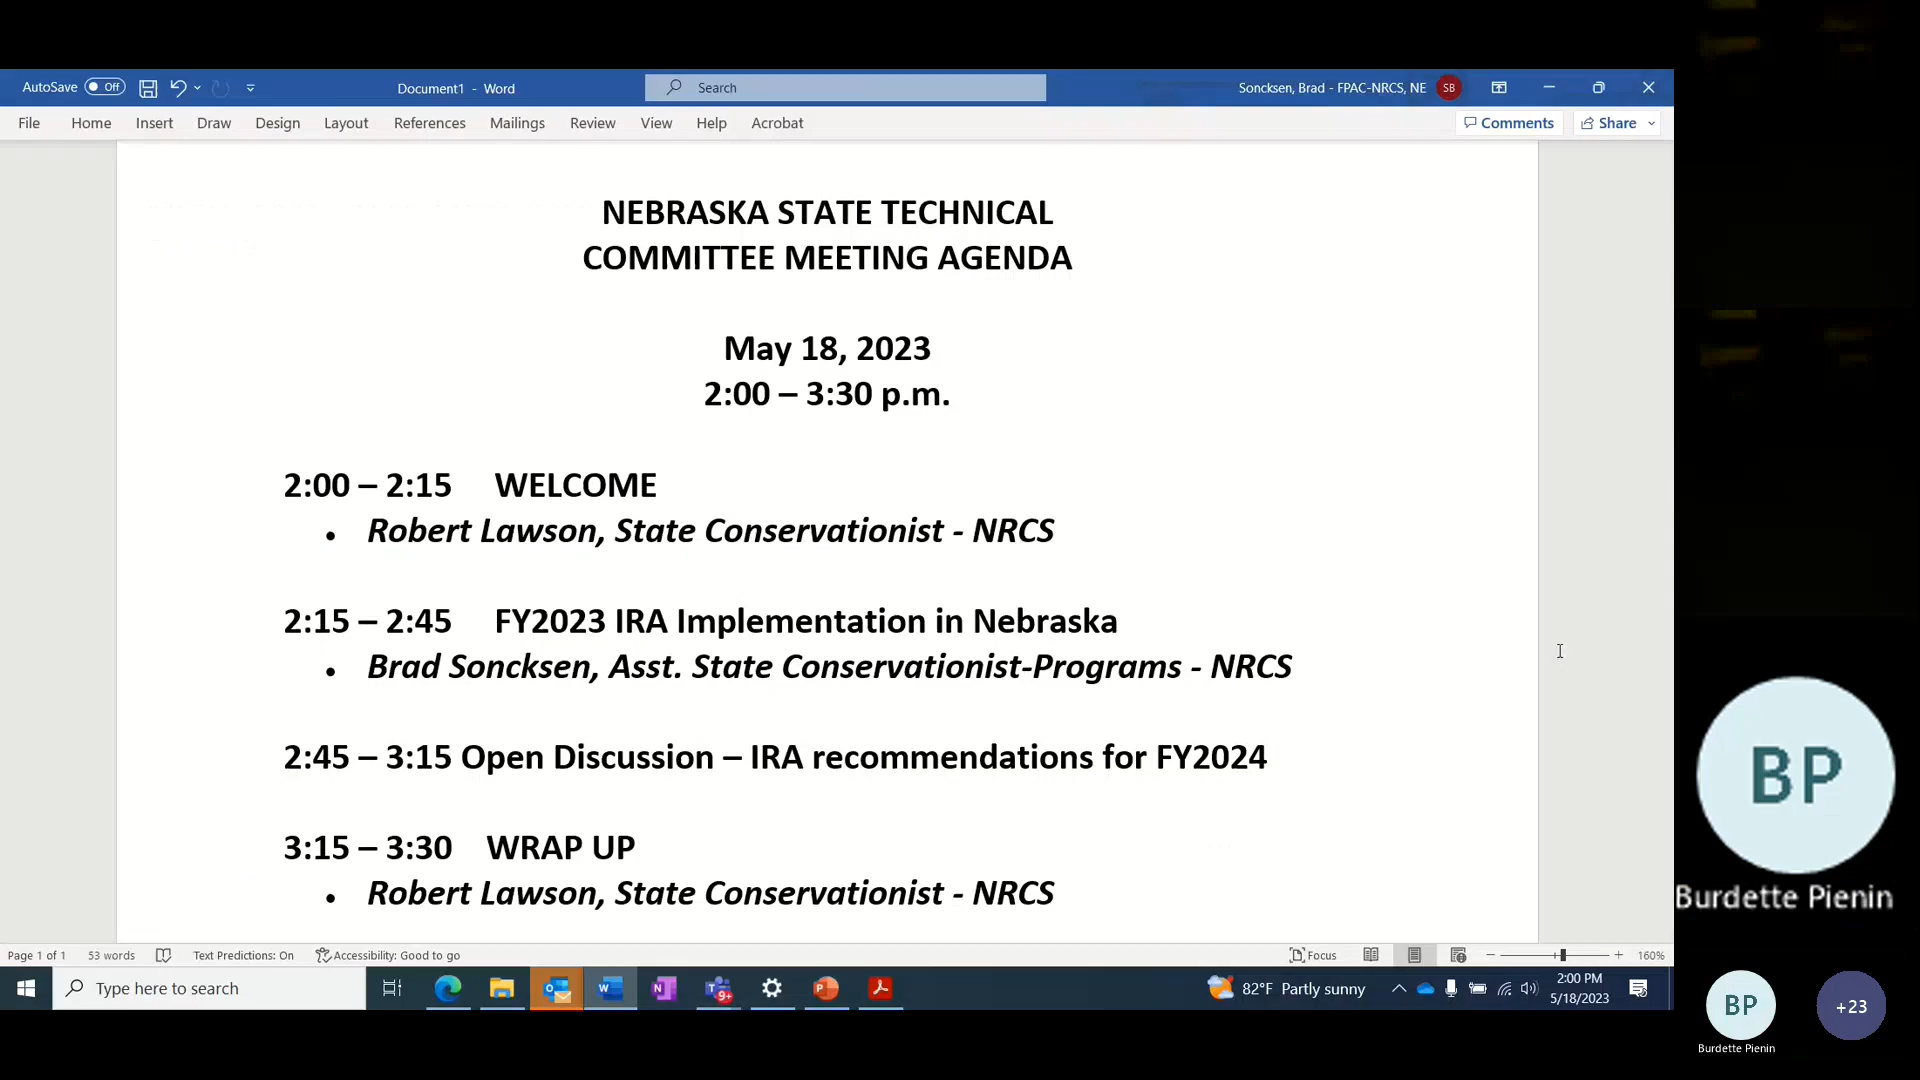 AutoSave Off Document1 - Word Search Soncksen, Brad - FPAC-NRCS, NE SB
File Home Insert Draw Design Layout References Mailings Review View Help Acrobat Comments Share
NEBRASKA STATE TECHNICAL
COMMITTEE MEETING AGENDA
May 18, 2023
2:00 – 3:30 p.m.
2:00 – 2:15 WELCOME
• Robert Lawson, State Conservationist - NRCS
2:15 – 2:45 FY2023 IRA Implementation in Nebraska
• Brad Soncksen, Asst. State Conservationist-Programs - NRCS
2:45 – 3:15 Open Discussion – IRA recommendations for FY2024
3:15 – 3:30 WRAP UP
• Robert Lawson, State Conservationist - NRCS
Page 1 of 1 53 words Text Predictions: On Accessibility: Good to go Focus 160%
Type here to search 9+ 82°F Partly sunny 2:00 PM
5/18/2023
BP
Burdette Pienin
BP +23
Burdette Pienin